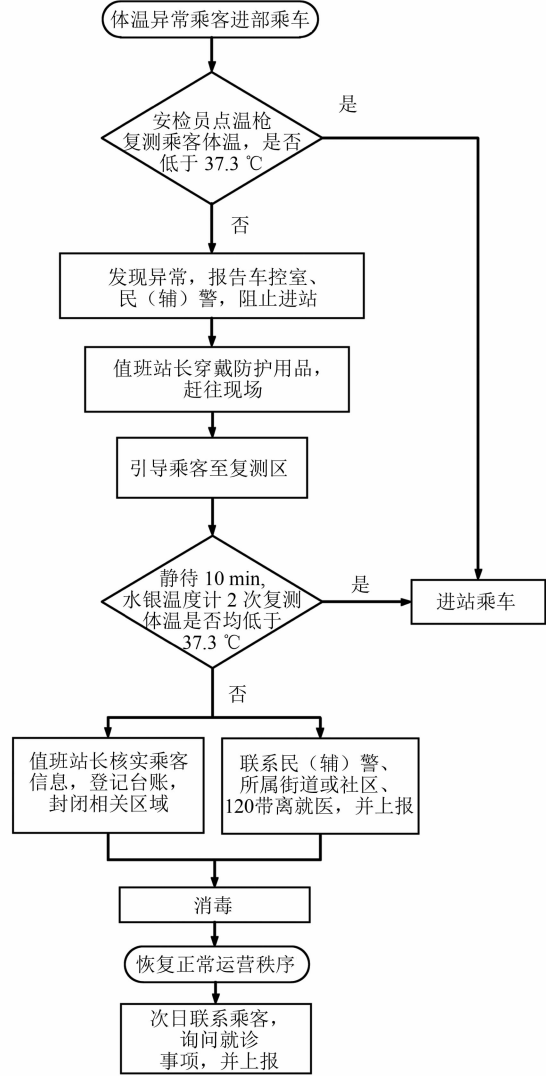 体温异常乘客进部乘车
安检员点温枪
复测乘客体温，是否
低于 37.3 ℃
是
否
发现异常，报告车控室、
民（辅）警，阻止进站
值班站长穿戴防护用品，
赶往现场
引导乘客至复测区
静待 10 min,
水银温度计 2 次复测
体温是否均低于
37.3 ℃
是
进站乘车
否
值班站长核实乘客
信息，登记台账，
封闭相关区域
联系民（辅）警、
所属街道或社区、
120带离就医，并上报
消毒
恢复正常运营秩序
次日联系乘客，
询问就诊
事项，并上报